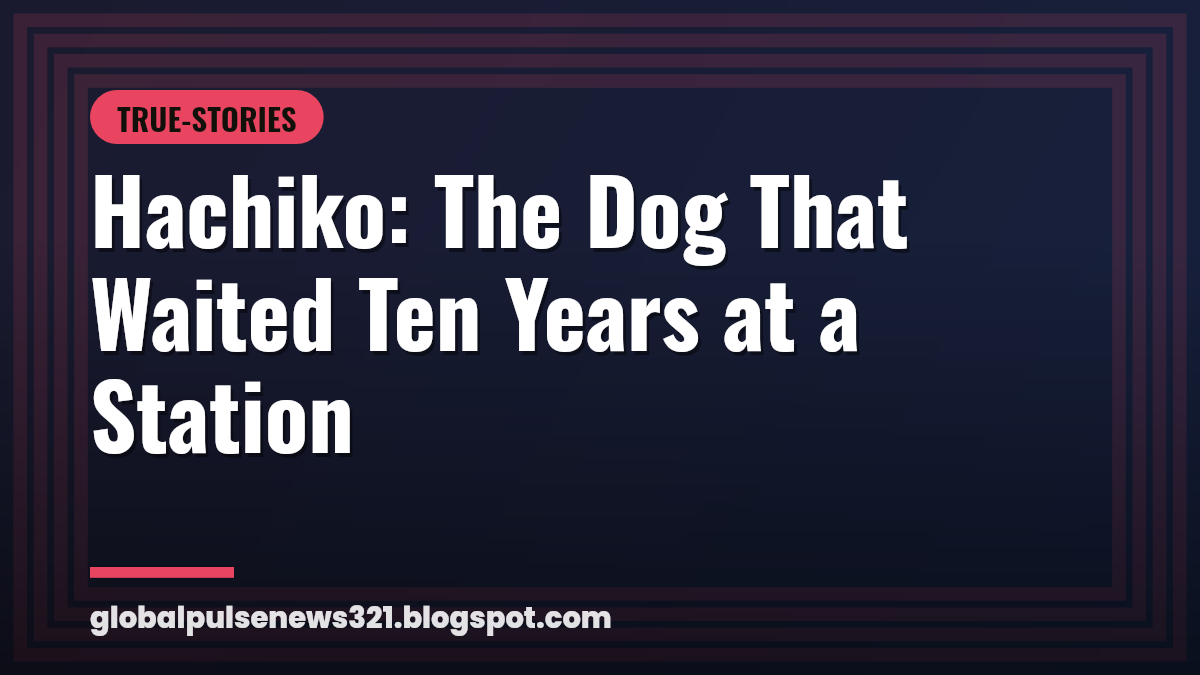 TRUE-STORIES
Hachiko: The Dog That
Waited Ten Years at a
Station
globalpulsenews321.blogspot.com